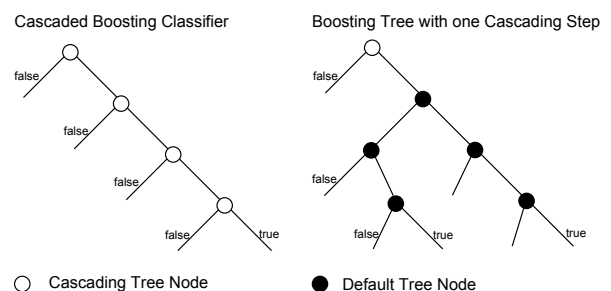 Cascaded Boosting Classifier
false
false
false
false
true
Cascading Tree Node
Boosting Tree with one Cascading Step
false
false
false
true
true
Default Tree Node